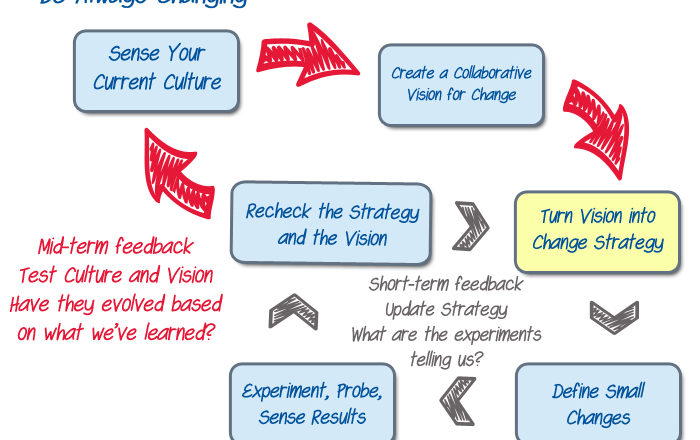 Be Always Changing
Sense Your
Current Culture
Create a Collaborative
Vision for Change
Recheck the Strategy
and the Vision
Turn Vision into
Change Strategy
Mid-term feedback
Test Culture and Vision
Have they evolved based
on what we've learned?
Short-term feedback
Update Strategy
What are the experiments
telling us?
Experiment, Probe,
Sense Results
Define Small
Changes